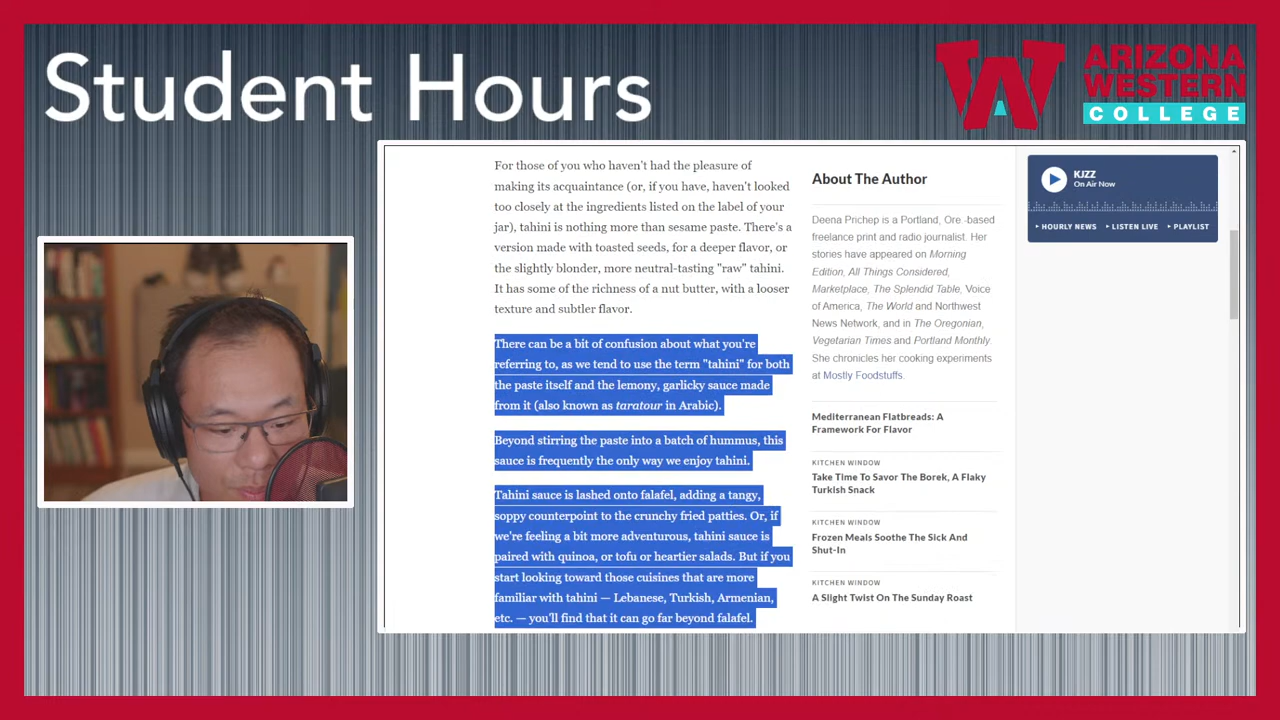 Student Hours
ARIZONA
WESTERN
COLLEGE
For those of you who haven't had the pleasure of
making its acquaintance (or, if you have, haven't looked
too closely at the ingredients listed on the label of your
jar), tahini is nothing more than sesame paste. There's a
version made with toasted seeds, for a deeper flavor, or
the slightly blonder, more neutral-tasting "raw" tahini.
It has some of the richness of a nut butter, with a looser
texture and subtler flavor.
There can be a bit of confusion about what you're
referring to, as we tend to use the term "tahini" for both
the paste itself and the lemony, garlicky sauce made
from it (also known as taratour in Arabic).
Beyond stirring the paste into a batch of hummus, this
sauce is frequently the only way we enjoy tahini.
Tahini sauce is lashed onto falafel, adding a tangy,
soppy counterpoint to the crunchy fried patties. Or, if
we're feeling a bit more adventurous, tahini sauce is
paired with quinoa, or tofu or heartier salads. But if you
start looking toward those cuisines that are more
familiar with tahini — Lebanese, Turkish, Armenian,
etc. — you'll find that it can go far beyond falafel.
About The Author
Deena Prichep is a Portland, Ore.-based
freelance print and radio journalist. Her
stories have appeared on Morning
Edition, All Things Considered,
Marketplace, The Splendid Table, Voice
of America, The World and Northwest
News Network, and in The Oregonian,
Vegetarian Times and Portland Monthly.
She chronicles her cooking experiments
at Mostly Foodstuffs.
Mediterranean Flatbreads: A
Framework For Flavor
KITCHEN WINDOW
Take Time To Savor The Borek, A Flaky
Turkish Snack
KITCHEN WINDOW
Frozen Meals Soothe The Sick And
Shut-In
KITCHEN WINDOW
A Slight Twist On The Sunday Roast
KJZZ
On Air Now
HOURLY NEWS
LISTEN LIVE
PLAYLIST